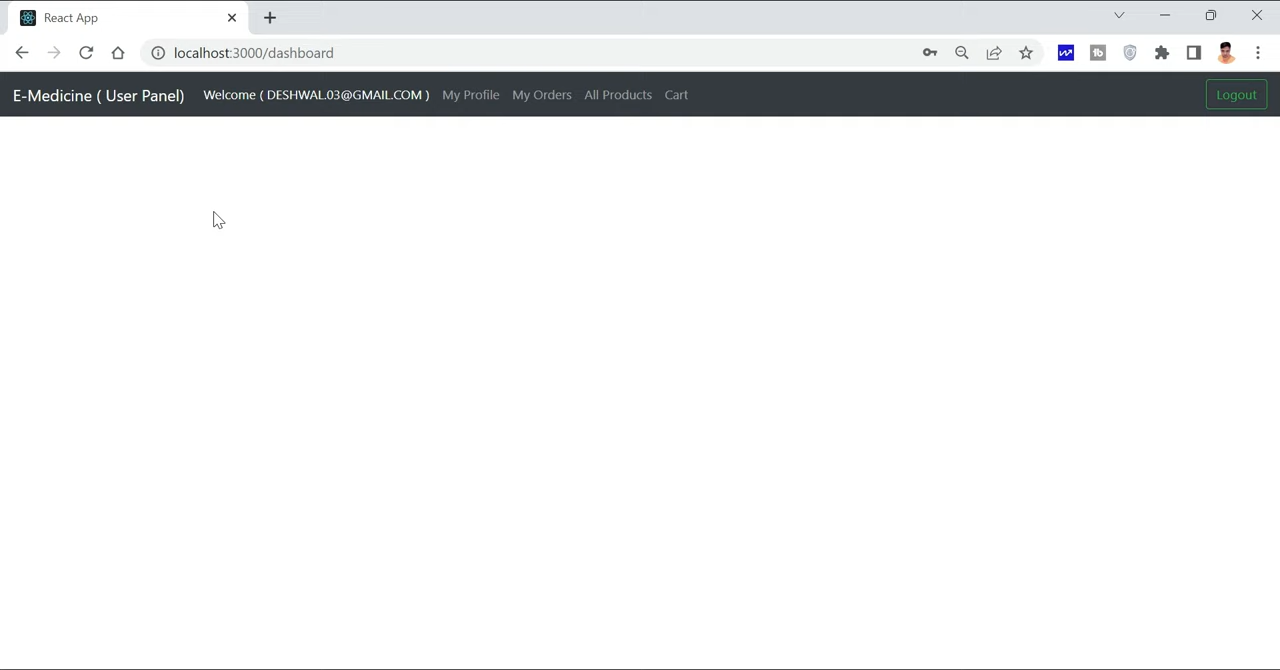 React App
localhost:3000/dashboard
E-Medicine ( User Panel) Welcome ( DESHWAL.03@GMAIL.COM ) My Profile My Orders All Products Cart Logout